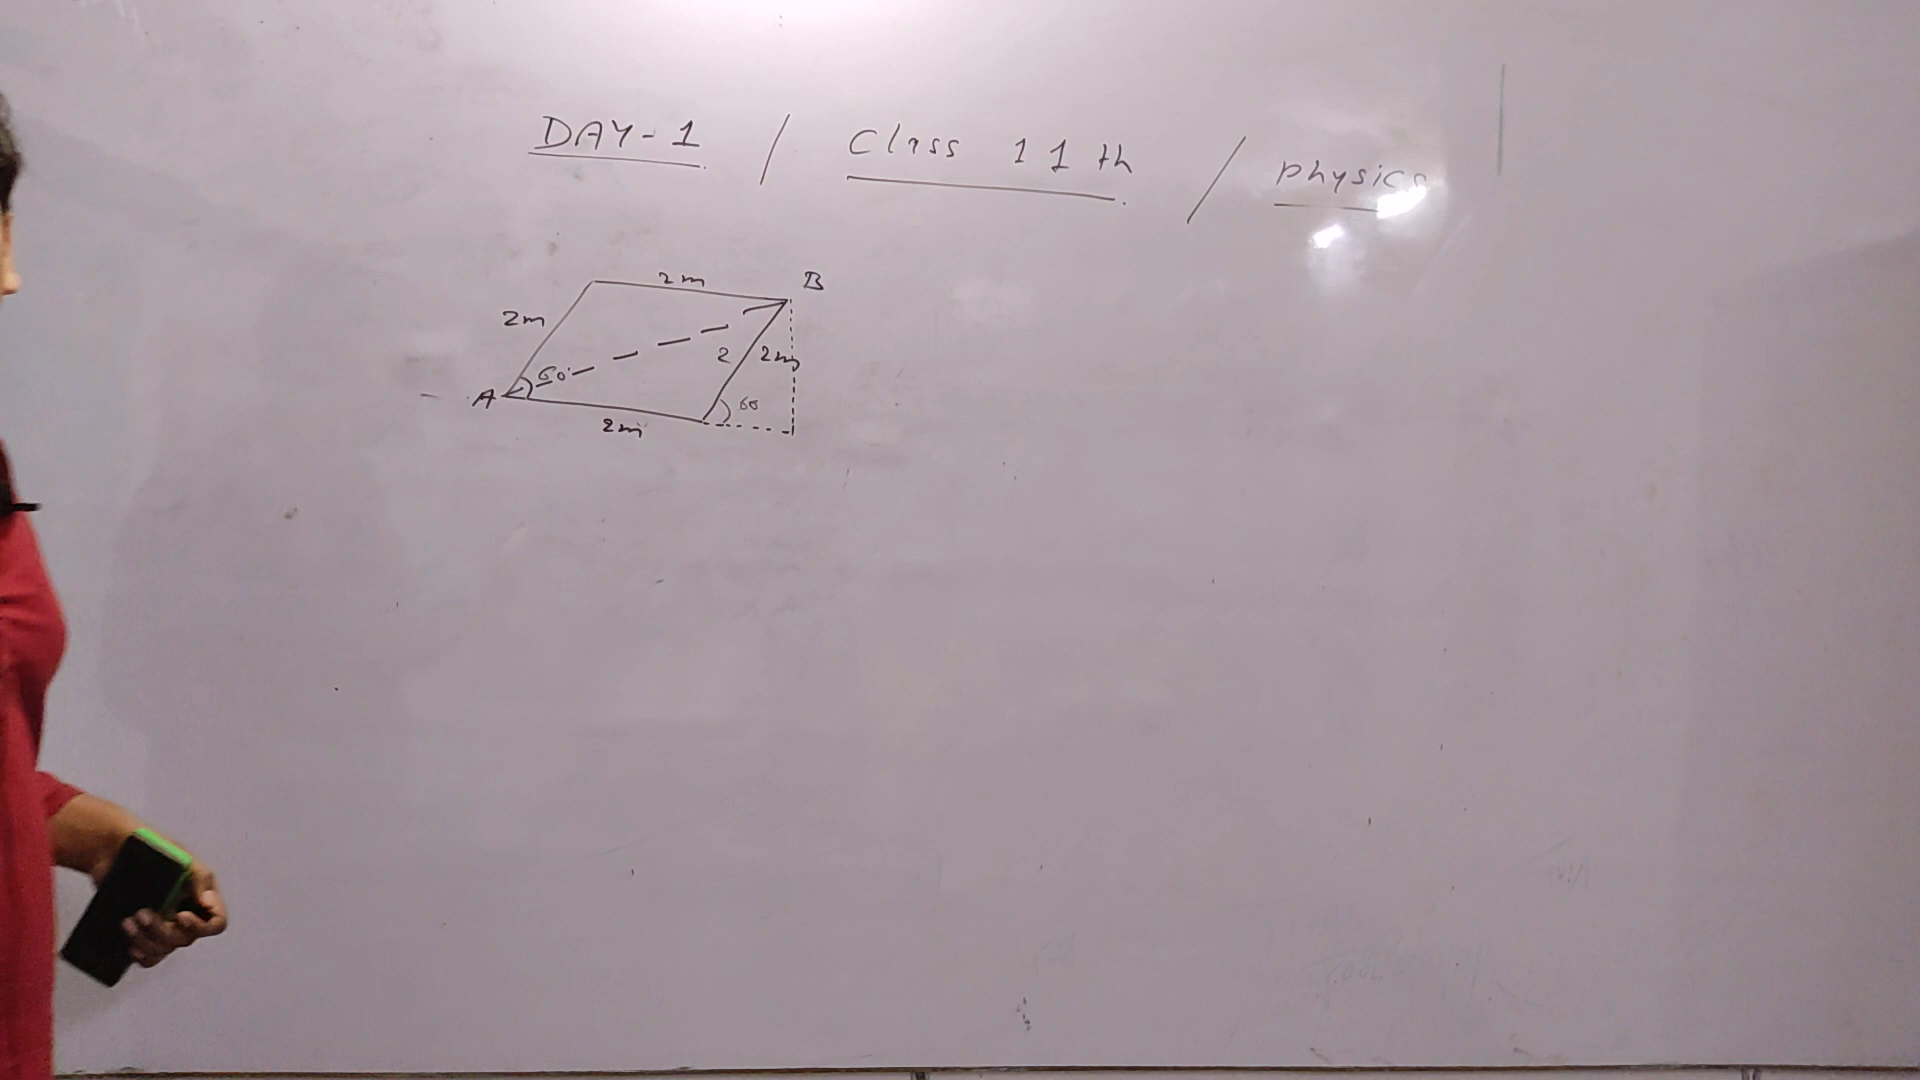 DAY-1 / Class 11th / physics
2m B
2m
2 2m
60°
A 60
2m